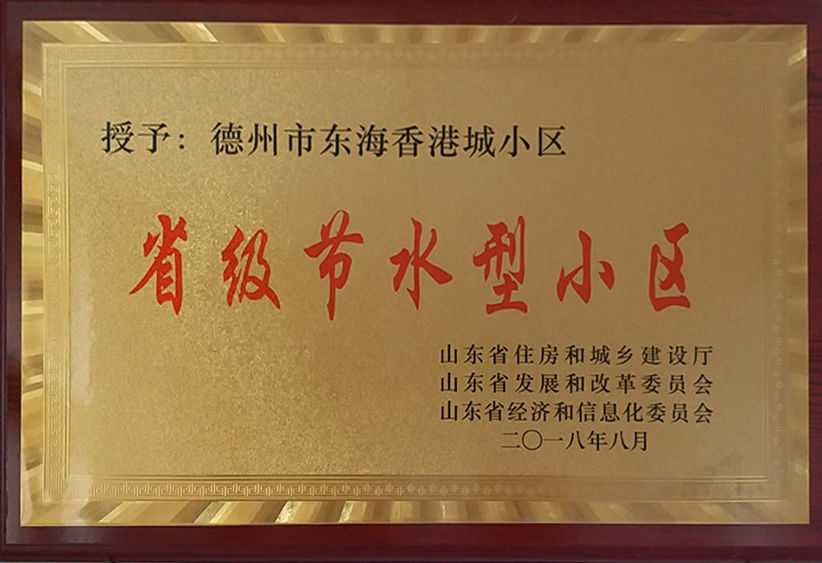 授予：德州市东海香港城小区
省级节水型小区
山东省住房和城乡建设厅
山东省发展和改革委员会
山东省经济和信息化委员会
二〇一八年八月